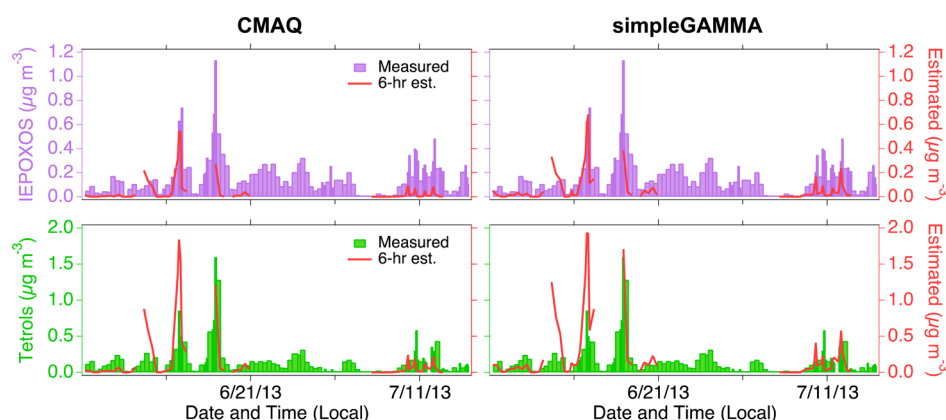 CMAQ
simpleGAMMA
IEPOXOS (µg m-3)
1.2
1.0
0.8
0.6
0.4
0.2
0.0
Measured
6-hr est.
Measured
6-hr est.
1.2
1.0
0.8
0.6
0.4
0.2
0.0
Estimated (µg m-3)
Tetrols (µg m-3)
2.0
1.5
1.0
0.5
0.0
Measured
6-hr est.
2.0
1.5
1.0
0.5
0.0
Estimated (µg m-3)
6/21/13
7/11/13
6/21/13
7/11/13
Date and Time (Local)
Date and Time (Local)